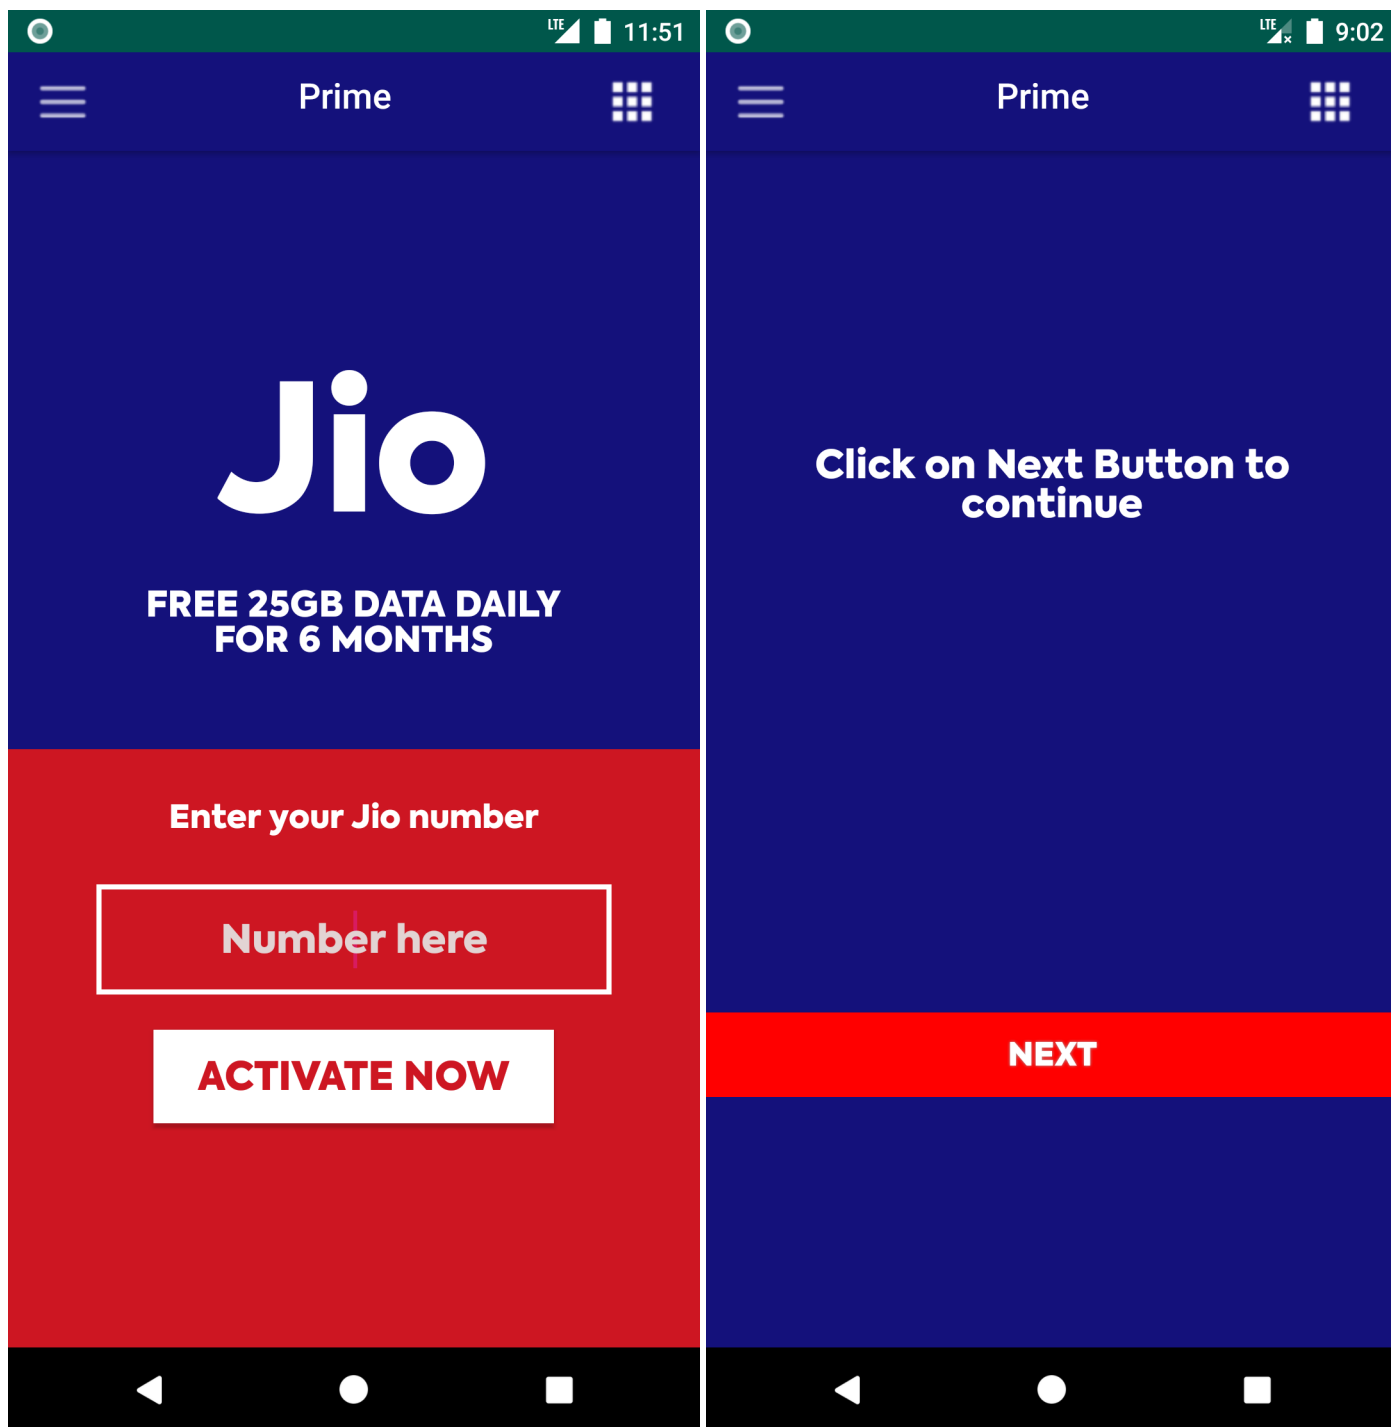 LTE 11:51
Prime
Jio
FREE 25GB DATA DAILY
FOR 6 MONTHS
Enter your Jio number
Number here
ACTIVATE NOW
LTE 9:02
Prime
Click on Next Button to
continue
NEXT